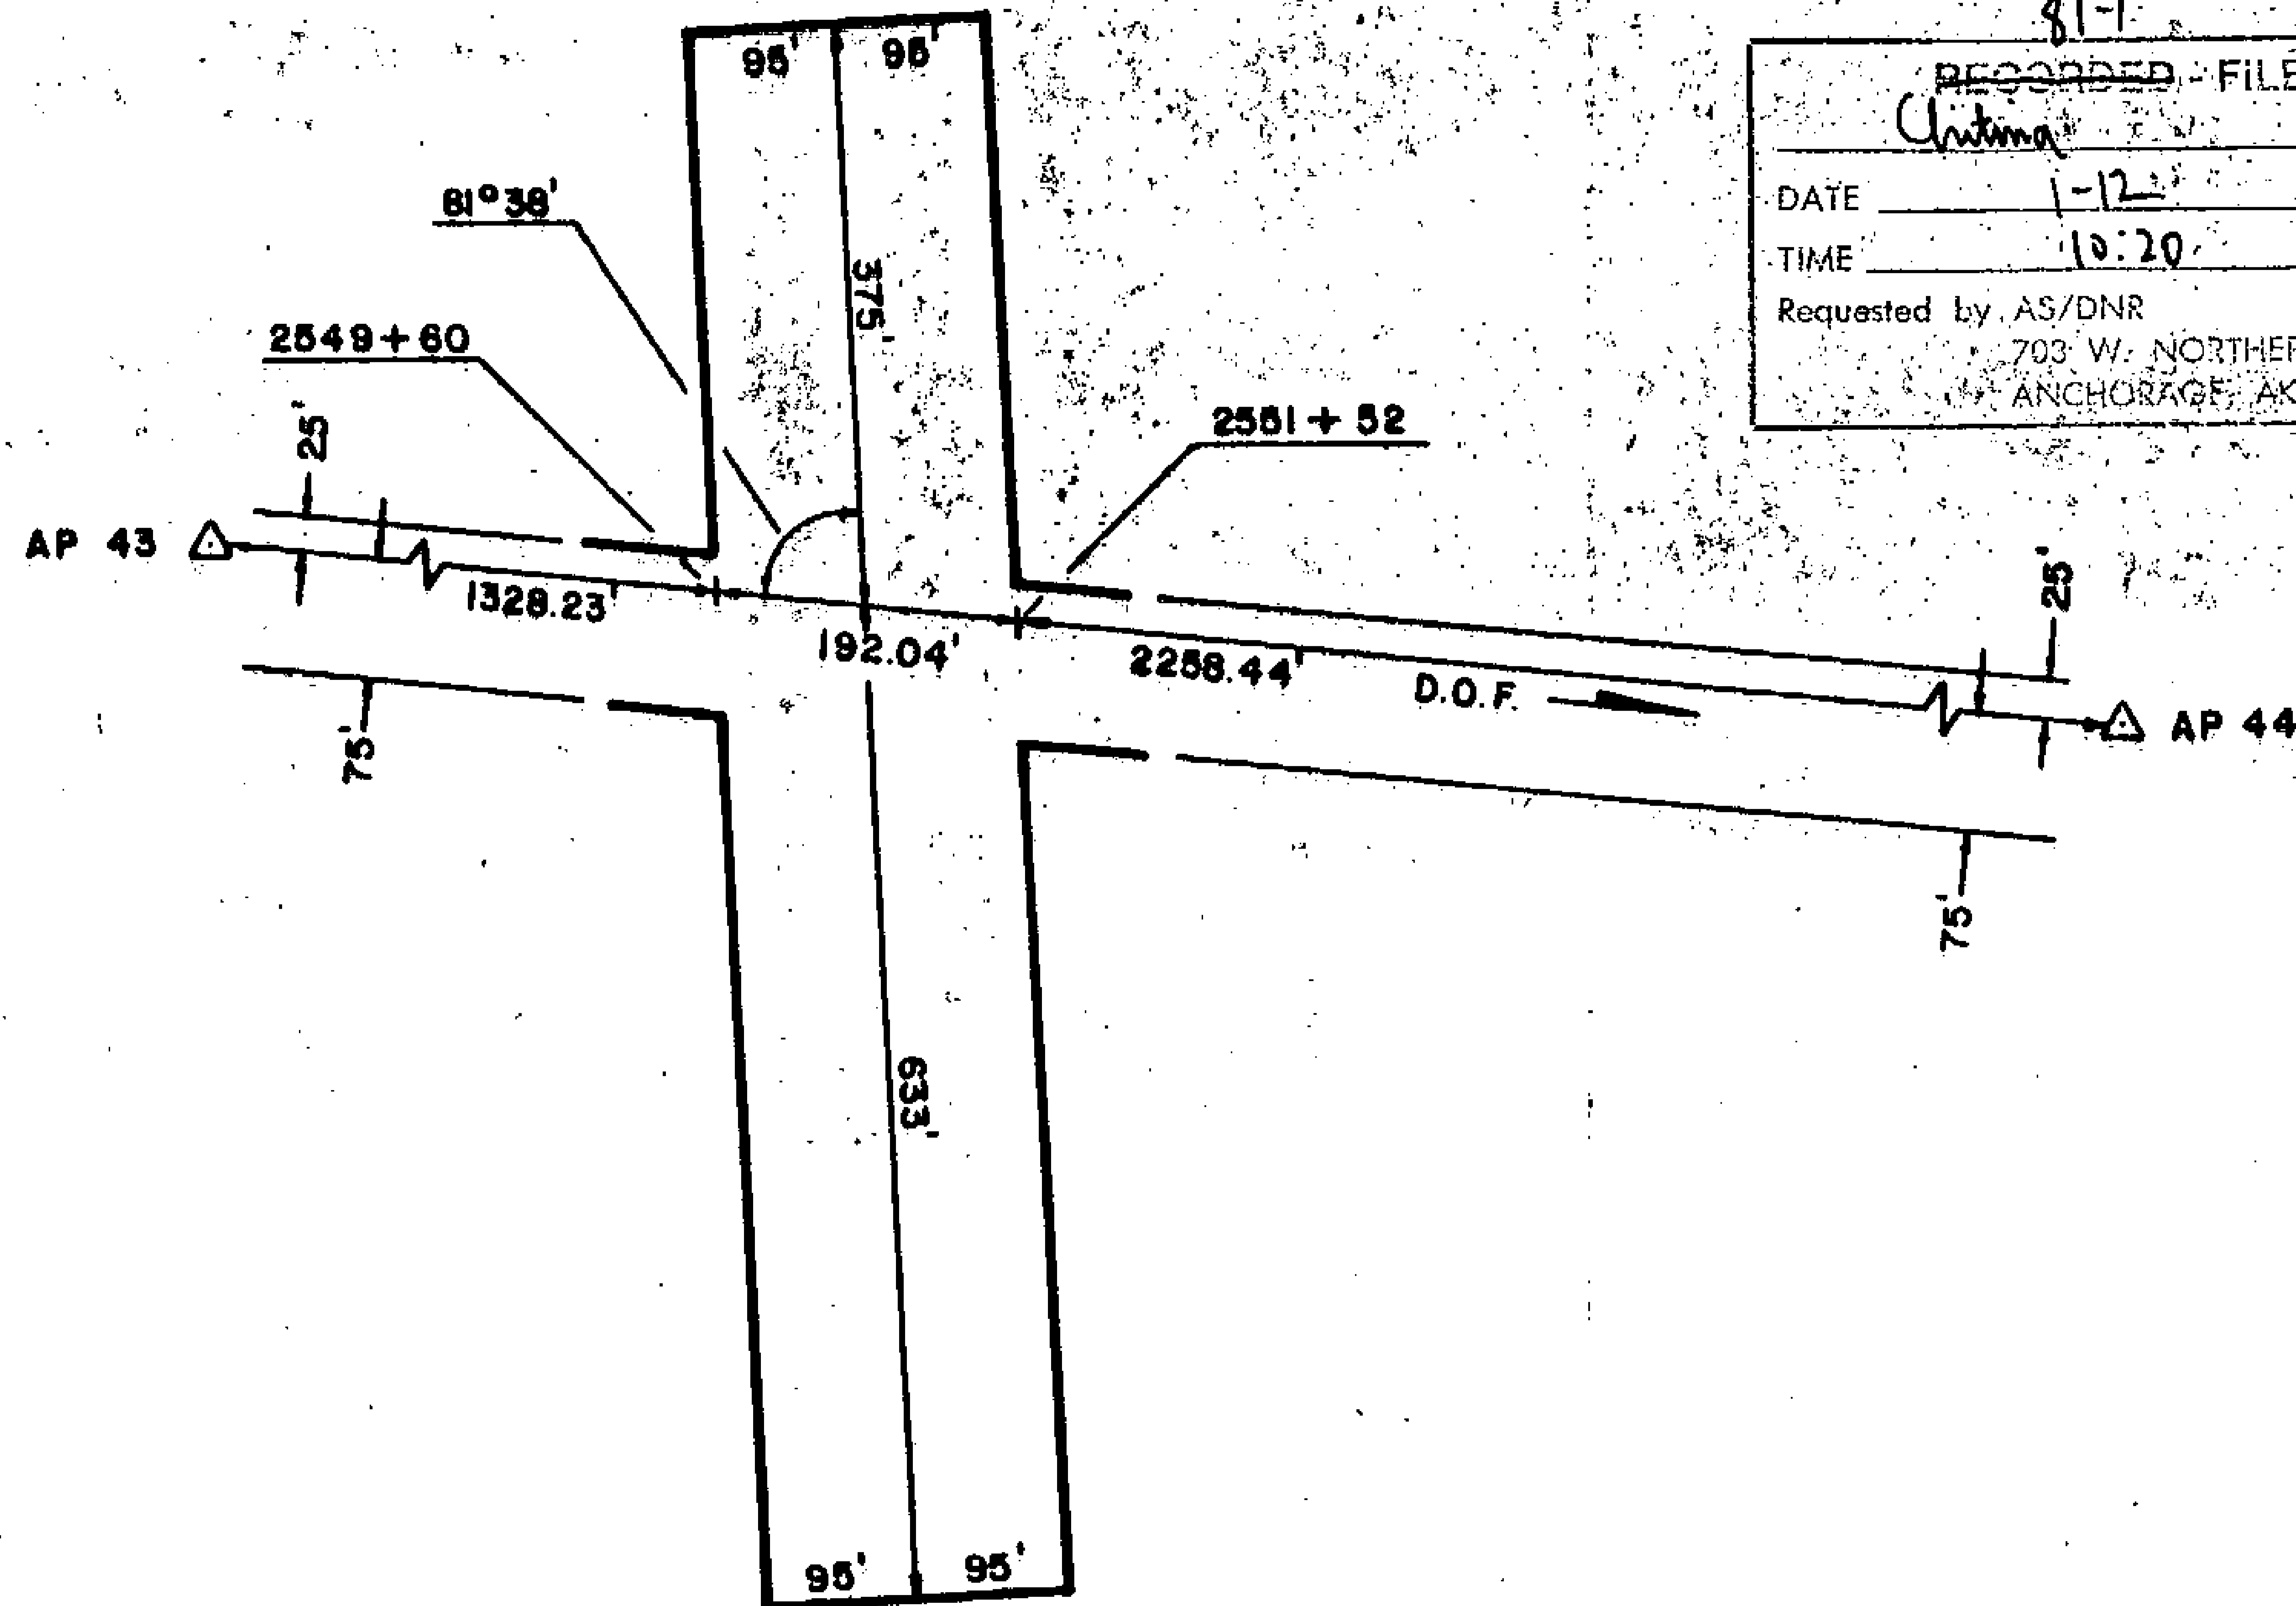 81-1
RECORDED - FILE
Chitina
DATE 1-12
TIME 10:20
Requested by AS/DNR
703 W. NORTHER
ANCHORAGE, AK
95' 95'
375'
81°38'
2549+60
2551+52
25'
AP 43
1328.23'
192.04'
2258.44'
D.O.F.
25'
AP 44
75'
75'
633'
95' 95'